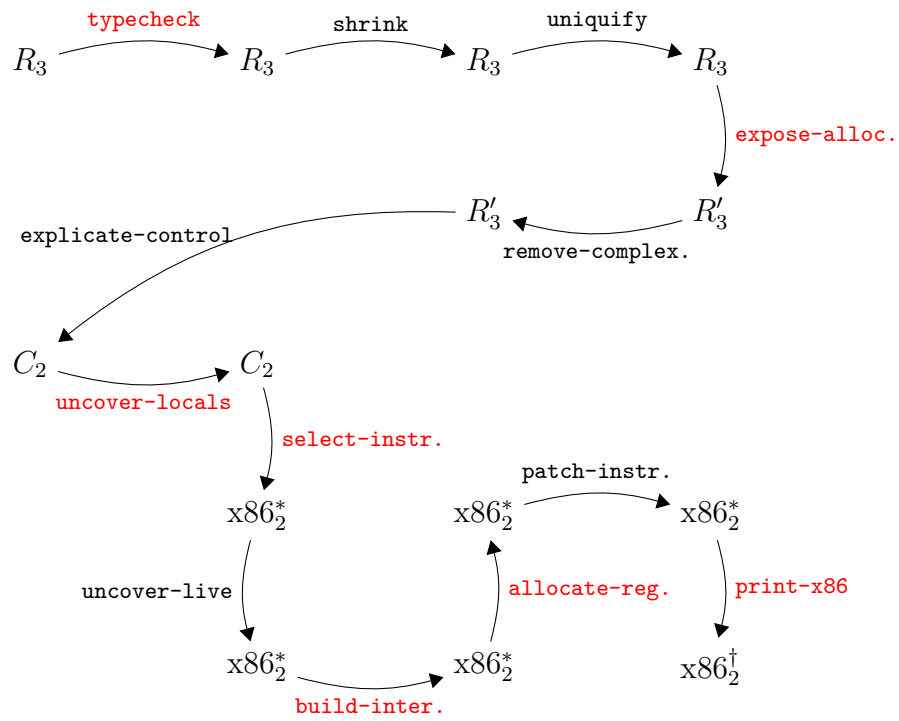 typecheck shrink uniquify
R₃ R₃ R₃ R₃
expose-alloc.
R′₃ R′₃
explicate-control remove-complex.
C₂ C₂
uncover-locals
select-instr.
patch-instr.
x86*₂ x86*₂ x86*₂
uncover-live allocate-reg. print-x86
x86*₂ x86*₂ x86†₂
build-inter.